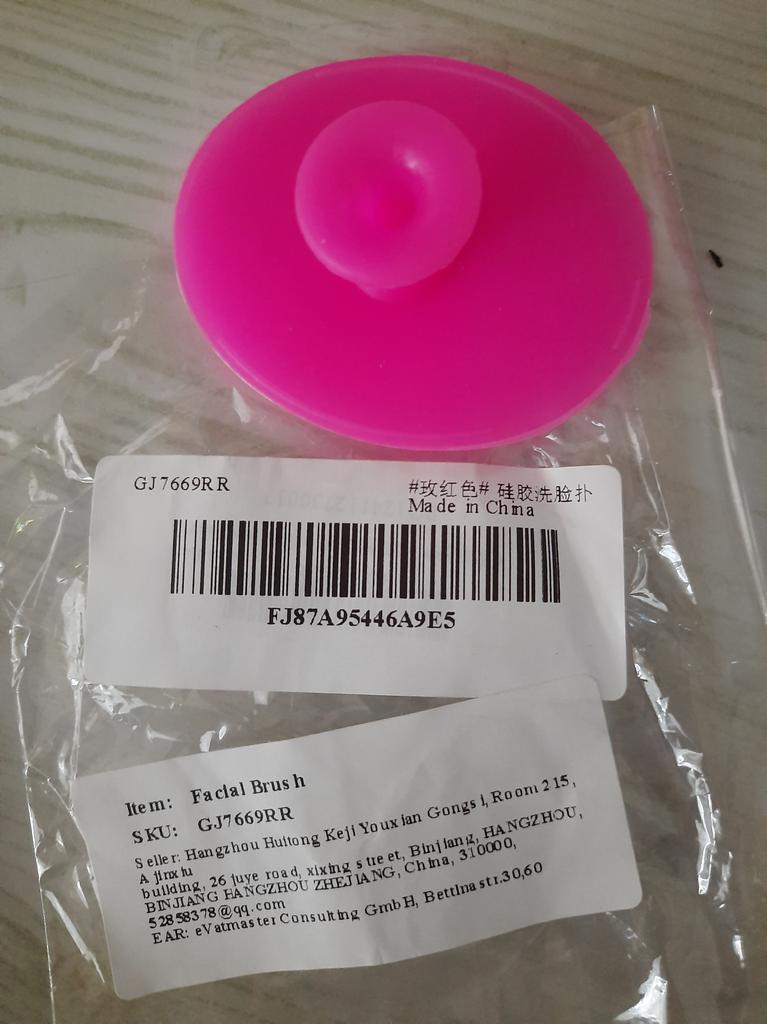 GJ7669RR
#玫红色# 硅胶洗脸扑
Made in China
FJ87A95446A9E5
Item: Facial Brush
SKU: GJ7669RR
Seller: Hangzhou Huitong Keji Youxian Gongsi, Room 215,
Ajinxiu
building, 26 juye road, xixing street, Binjiang, HANGZHOU,
BINJIANG HANGZHOU ZHEJIANG, China, 310000,
52858378@qq.com
EAR: eVatmaster Consulting GmbH, Bettinastr.30,60